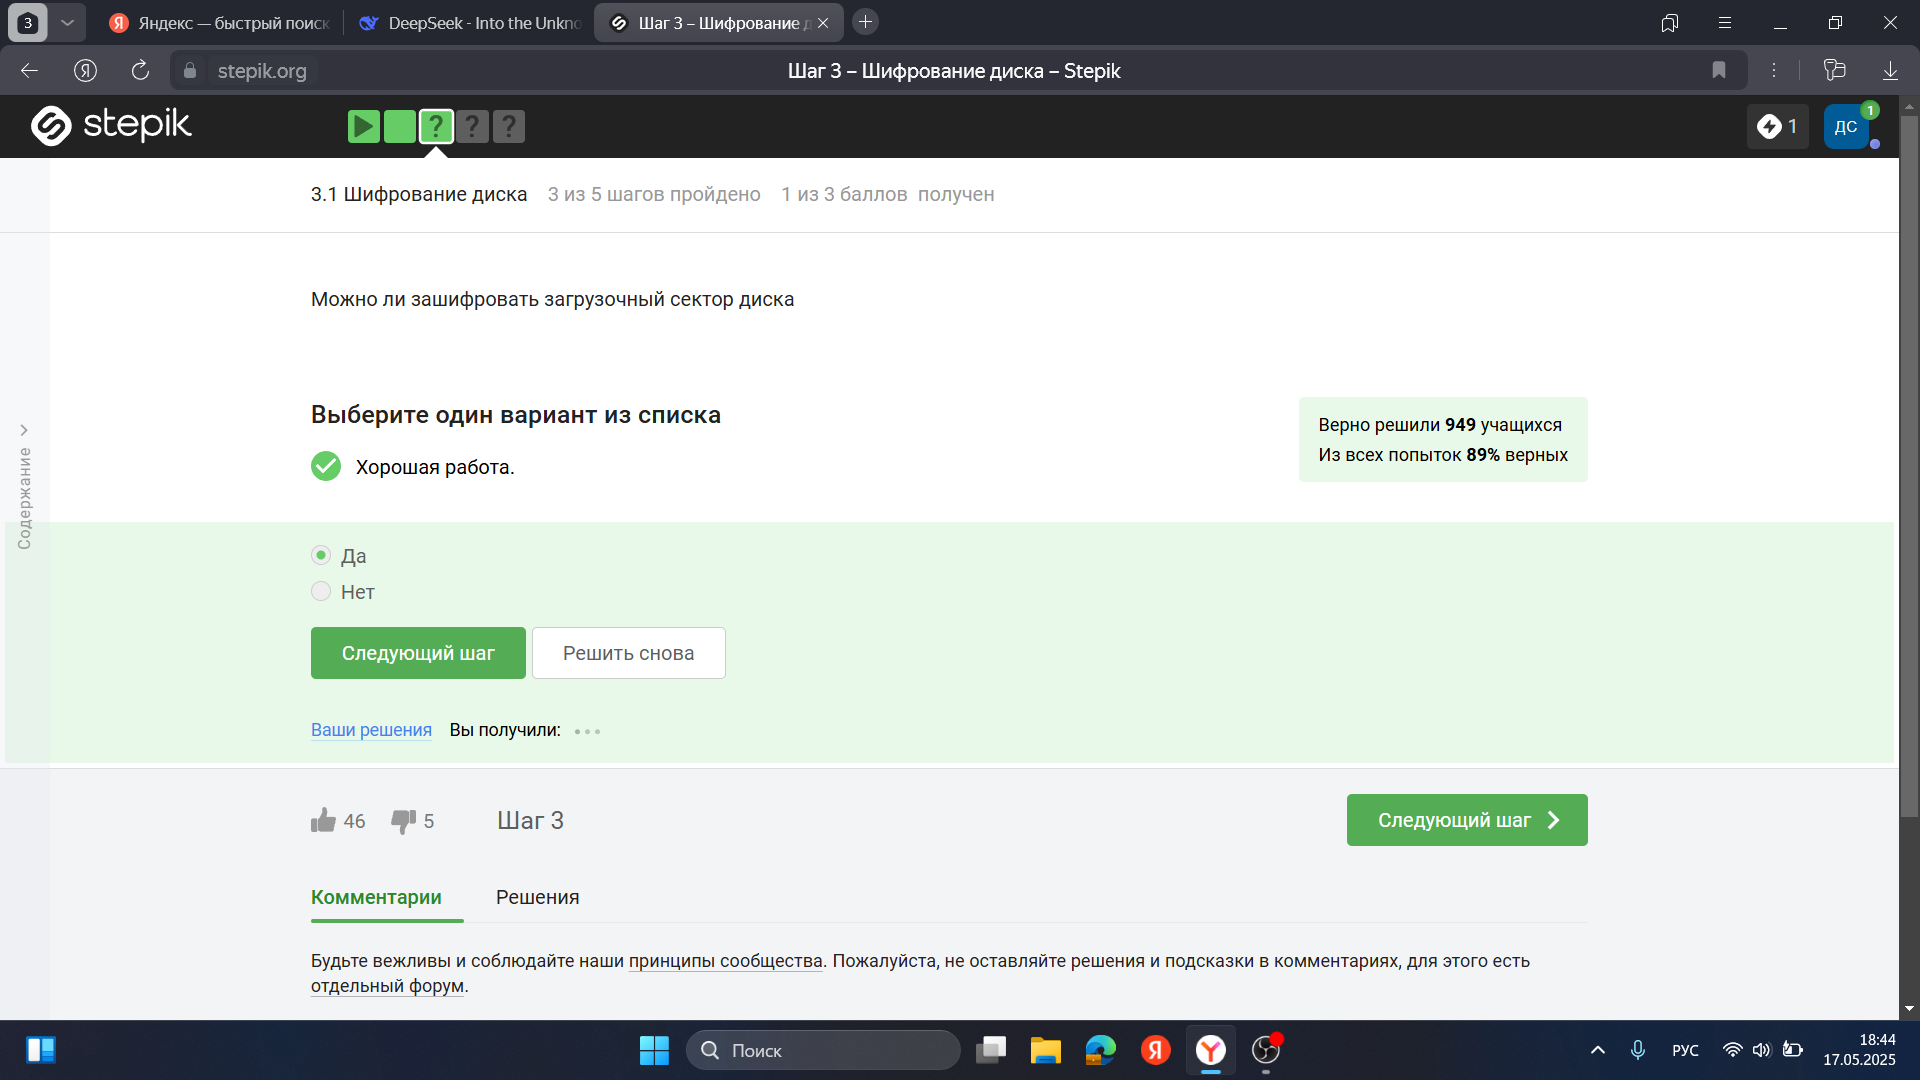 3
Яндекс — быстрый поиск
DeepSeek - Into the Unkno
Шаг 3 – Шифрование д
stepik.org
Шаг 3 – Шифрование диска – Stepik
stepik
? ? ?
1
ДС
1
3.1 Шифрование диска 3 из 5 шагов пройдено 1 из 3 баллов получен
Содержание
Можно ли зашифровать загрузочный сектор диска
Выберите один вариант из списка
Хорошая работа.
Верно решили 949 учащихся
Из всех попыток 89% верных
Да
Нет
Следующий шаг
Решить снова
Ваши решения Вы получили:
46 5 Шаг 3
Следующий шаг
Комментарии Решения
Будьте вежливы и соблюдайте наши принципы сообщества. Пожалуйста, не оставляйте решения и подсказки в комментариях, для этого есть
отдельный форум.
Поиск
РУС
18:44
17.05.2025